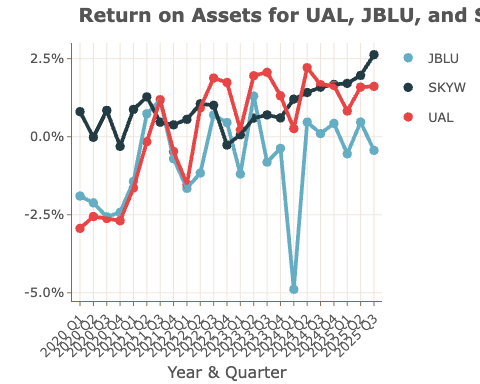 Return on Assets for UAL, JBLU, and S
2.5%
0.0%
-2.5%
-5.0%
JBLU
SKYW
UAL
2020 Q1
2020 Q2
2020 Q3
2020 Q4
2021 Q1
2021 Q2
2021 Q3
2021 Q4
2022 Q1
2022 Q2
2022 Q3
2022 Q4
2023 Q1
2023 Q2
2023 Q3
2023 Q4
2024 Q1
2024 Q2
2024 Q3
2024 Q4
2025 Q1
2025 Q2
2025 Q3
Year & Quarter